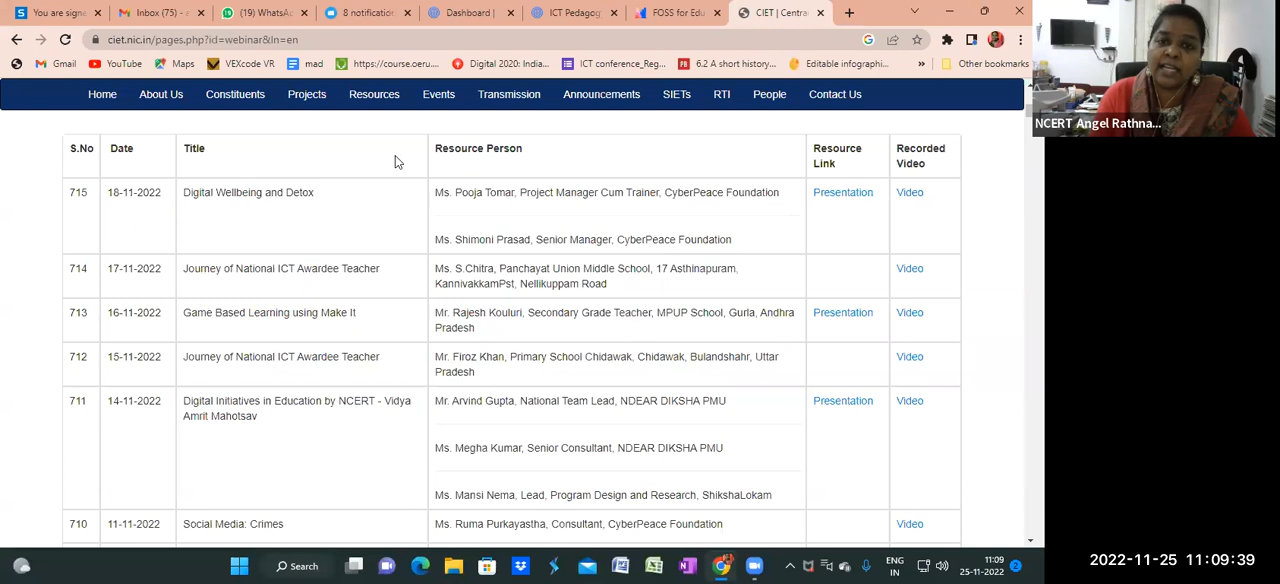 You are signe
Inbox (75) - a
(19) WhatsA
8 notificatio
Dashboard |
ICT Pedagog
FOSS for Edu
CIET | Centra
ciet.nic.in/pages.php?id=webinar&ln=en
Gmail
YouTube
Maps
VEXcode VR
mad
https://course.oeru....
Digital 2020: India...
ICT conference_Reg...
6.2 A short history...
Editable infographi...
»
Other bookmarks
Home
About Us
Constituents
Projects
Resources
Events
Transmission
Announcements
SIETs
RTI
People
Contact Us
NCERT Angel Rathna...
S.No
Date
Title
Resource Person
Resource
Link
Recorded
Video
715
18-11-2022
Digital Wellbeing and Detox
Ms. Pooja Tomar, Project Manager Cum Trainer, CyberPeace Foundation
Presentation
Video
Ms. Shimoni Prasad, Senior Manager, CyberPeace Foundation
714
17-11-2022
Journey of National ICT Awardee Teacher
Ms. S.Chitra, Panchayat Union Middle School, 17 Asthinapuram,
KannivakkamPst, Nellikuppam Road
Video
713
16-11-2022
Game Based Learning using Make It
Mr. Rajesh Kouluri, Secondary Grade Teacher, MPUP School, Gurla, Andhra
Pradesh
Presentation
Video
712
15-11-2022
Journey of National ICT Awardee Teacher
Mr. Firoz Khan, Primary School Chidawak, Chidawak, Bulandshahr, Uttar
Pradesh
Video
711
14-11-2022
Digital Initiatives in Education by NCERT - Vidya
Amrit Mahotsav
Mr. Arvind Gupta, National Team Lead, NDEAR DIKSHA PMU
Presentation
Video
Ms. Megha Kumar, Senior Consultant, NDEAR DIKSHA PMU
Ms. Mansi Nema, Lead, Program Design and Research, ShikshaLokam
710
11-11-2022
Social Media: Crimes
Ms. Ruma Purkayastha, Consultant, CyberPeace Foundation
Video
Search
ENG
IN
11:09
25-11-2022
2
2022-11-25 11:09:39